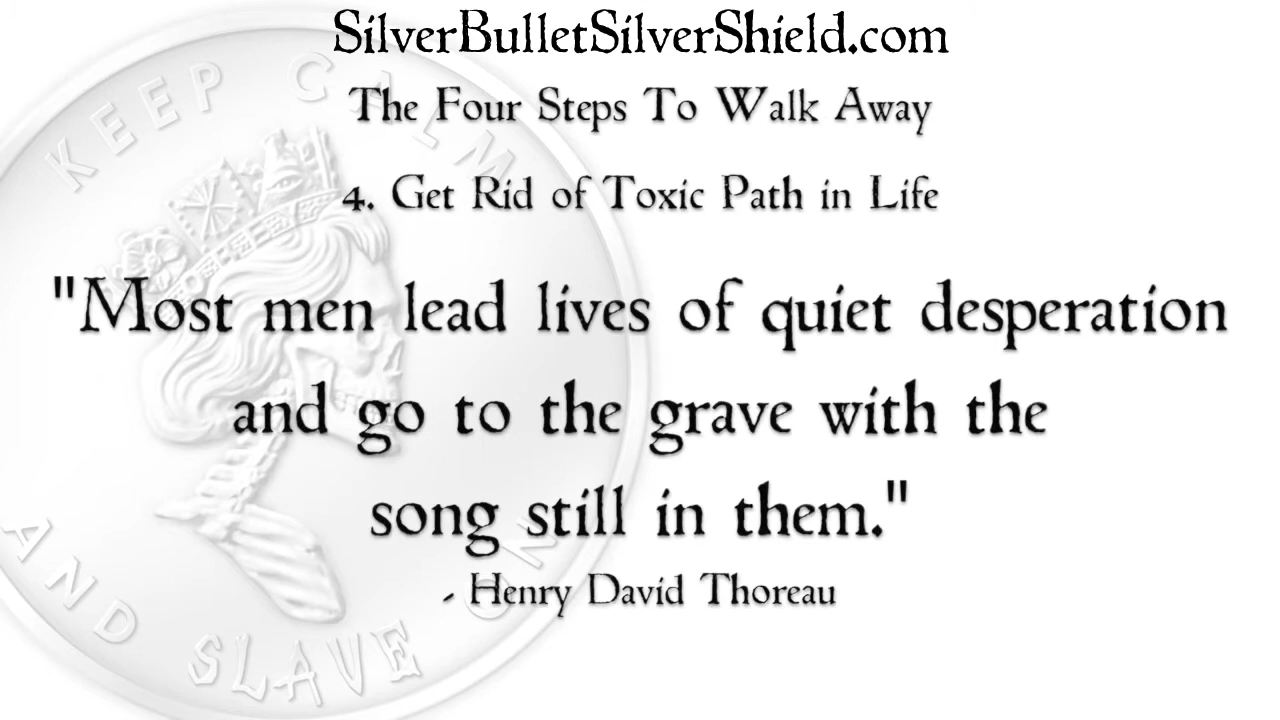 SilverBulletSilverShield.com
The Four Steps To Walk Away
4. Get Rid of Toxic Path in Life
"Most men lead lives of quiet desperation
and go to the grave with the
song still in them."
- Henry David Thoreau
KEEP CALM
AND SLAVE ON